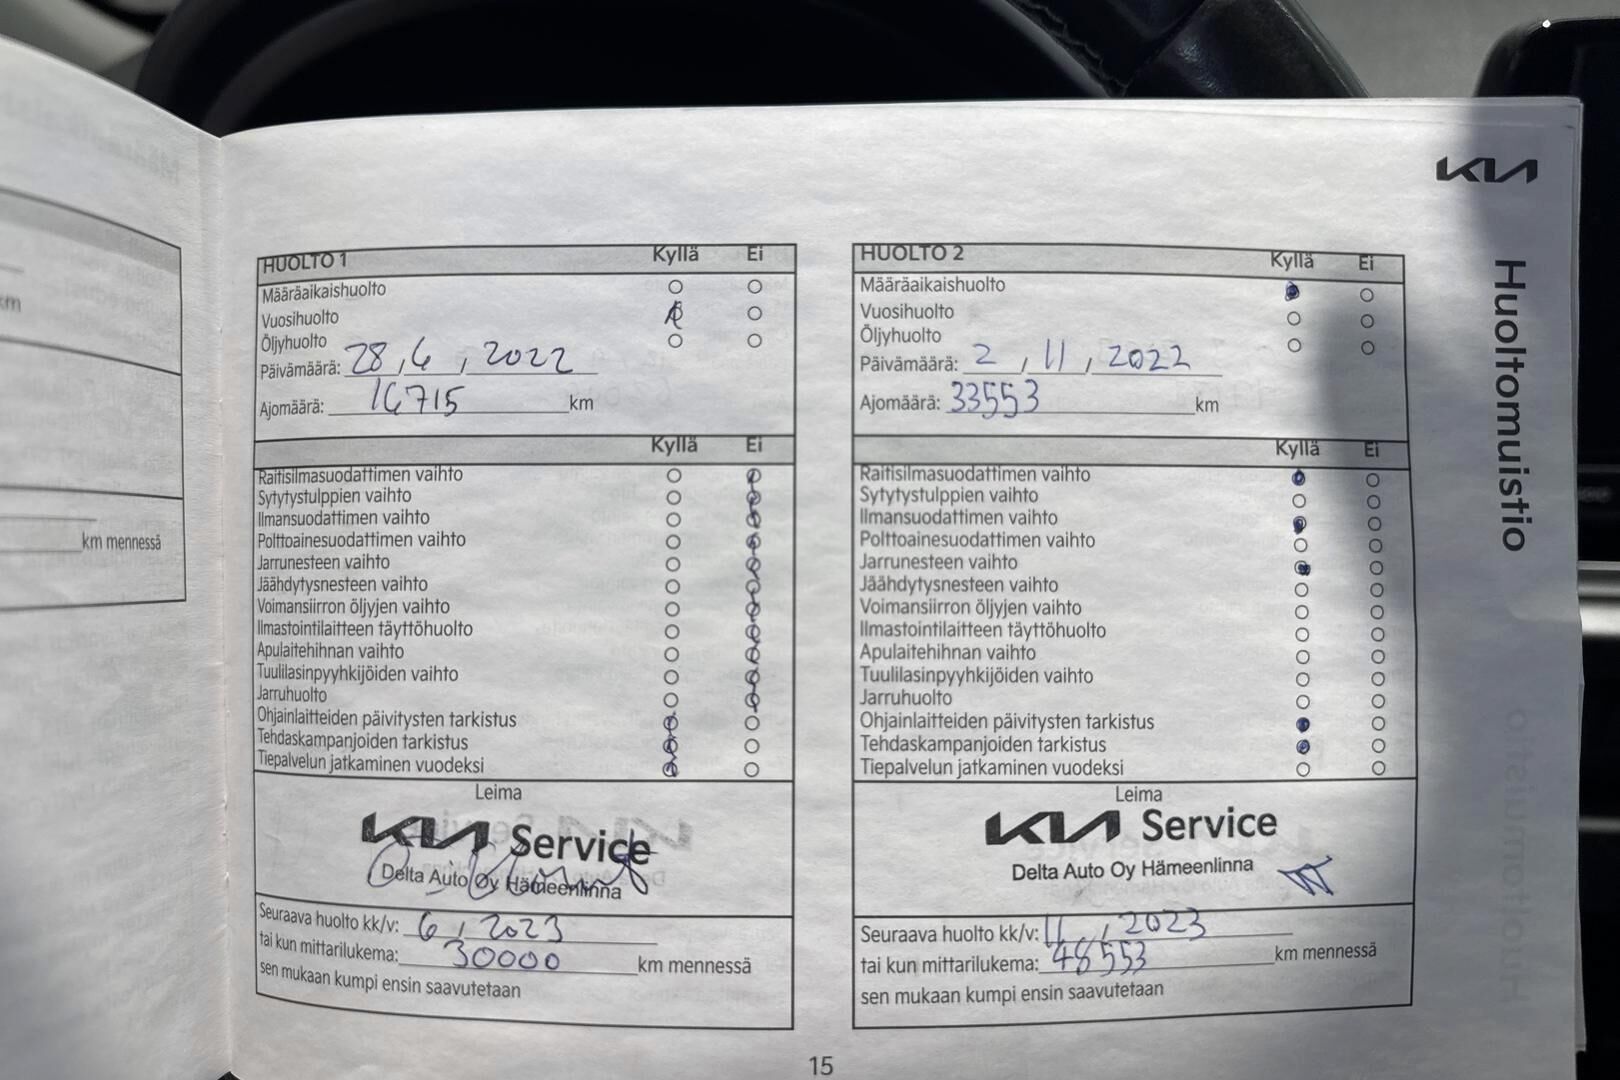 km
km mennessä
HUOLTO 1 Kyllä Ei
Määräaikaishuolto
Vuosihuolto
Öljyhuolto
Päivämäärä: 28, 6, 2022
Ajomäärä: 16715 km
Kyllä Ei
Raitisilmasuodattimen vaihto
Sytytystulppien vaihto
Ilmansuodattimen vaihto
Polttoainesuodattimen vaihto
Jarrunesteen vaihto
Jäähdytysnesteen vaihto
Voimansiirron öljyjen vaihto
Ilmastointilaitteen täyttöhuolto
Apulaitehihnan vaihto
Tuulilasinpyyhkijöiden vaihto
Jarruhuolto
Ohjainlaitteiden päivitysten tarkistus
Tehdaskampanjoiden tarkistus
Tiepalvelun jatkaminen vuodeksi
Leima
KIA Service
Delta Auto Oy Hämeenlinna
Seuraava huolto kk/v: 6, 2023
tai kun mittarilukema: 30000 km mennessä
sen mukaan kumpi ensin saavutetaan
HUOLTO 2 Kyllä Ei
Määräaikaishuolto
Vuosihuolto
Öljyhuolto
Päivämäärä: 2, 11, 2022
Ajomäärä: 33553 km
Kyllä Ei
Raitisilmasuodattimen vaihto
Sytytystulppien vaihto
Ilmansuodattimen vaihto
Polttoainesuodattimen vaihto
Jarrunesteen vaihto
Jäähdytysnesteen vaihto
Voimansiirron öljyjen vaihto
Ilmastointilaitteen täyttöhuolto
Apulaitehihnan vaihto
Tuulilasinpyyhkijöiden vaihto
Jarruhuolto
Ohjainlaitteiden päivitysten tarkistus
Tehdaskampanjoiden tarkistus
Tiepalvelun jatkaminen vuodeksi
Leima
KIA Service
Delta Auto Oy Hämeenlinna
Seuraava huolto kk/v: 11, 2023
tai kun mittarilukema: 48553 km mennessä
sen mukaan kumpi ensin saavutetaan
KIA
Huoltomuistio
15